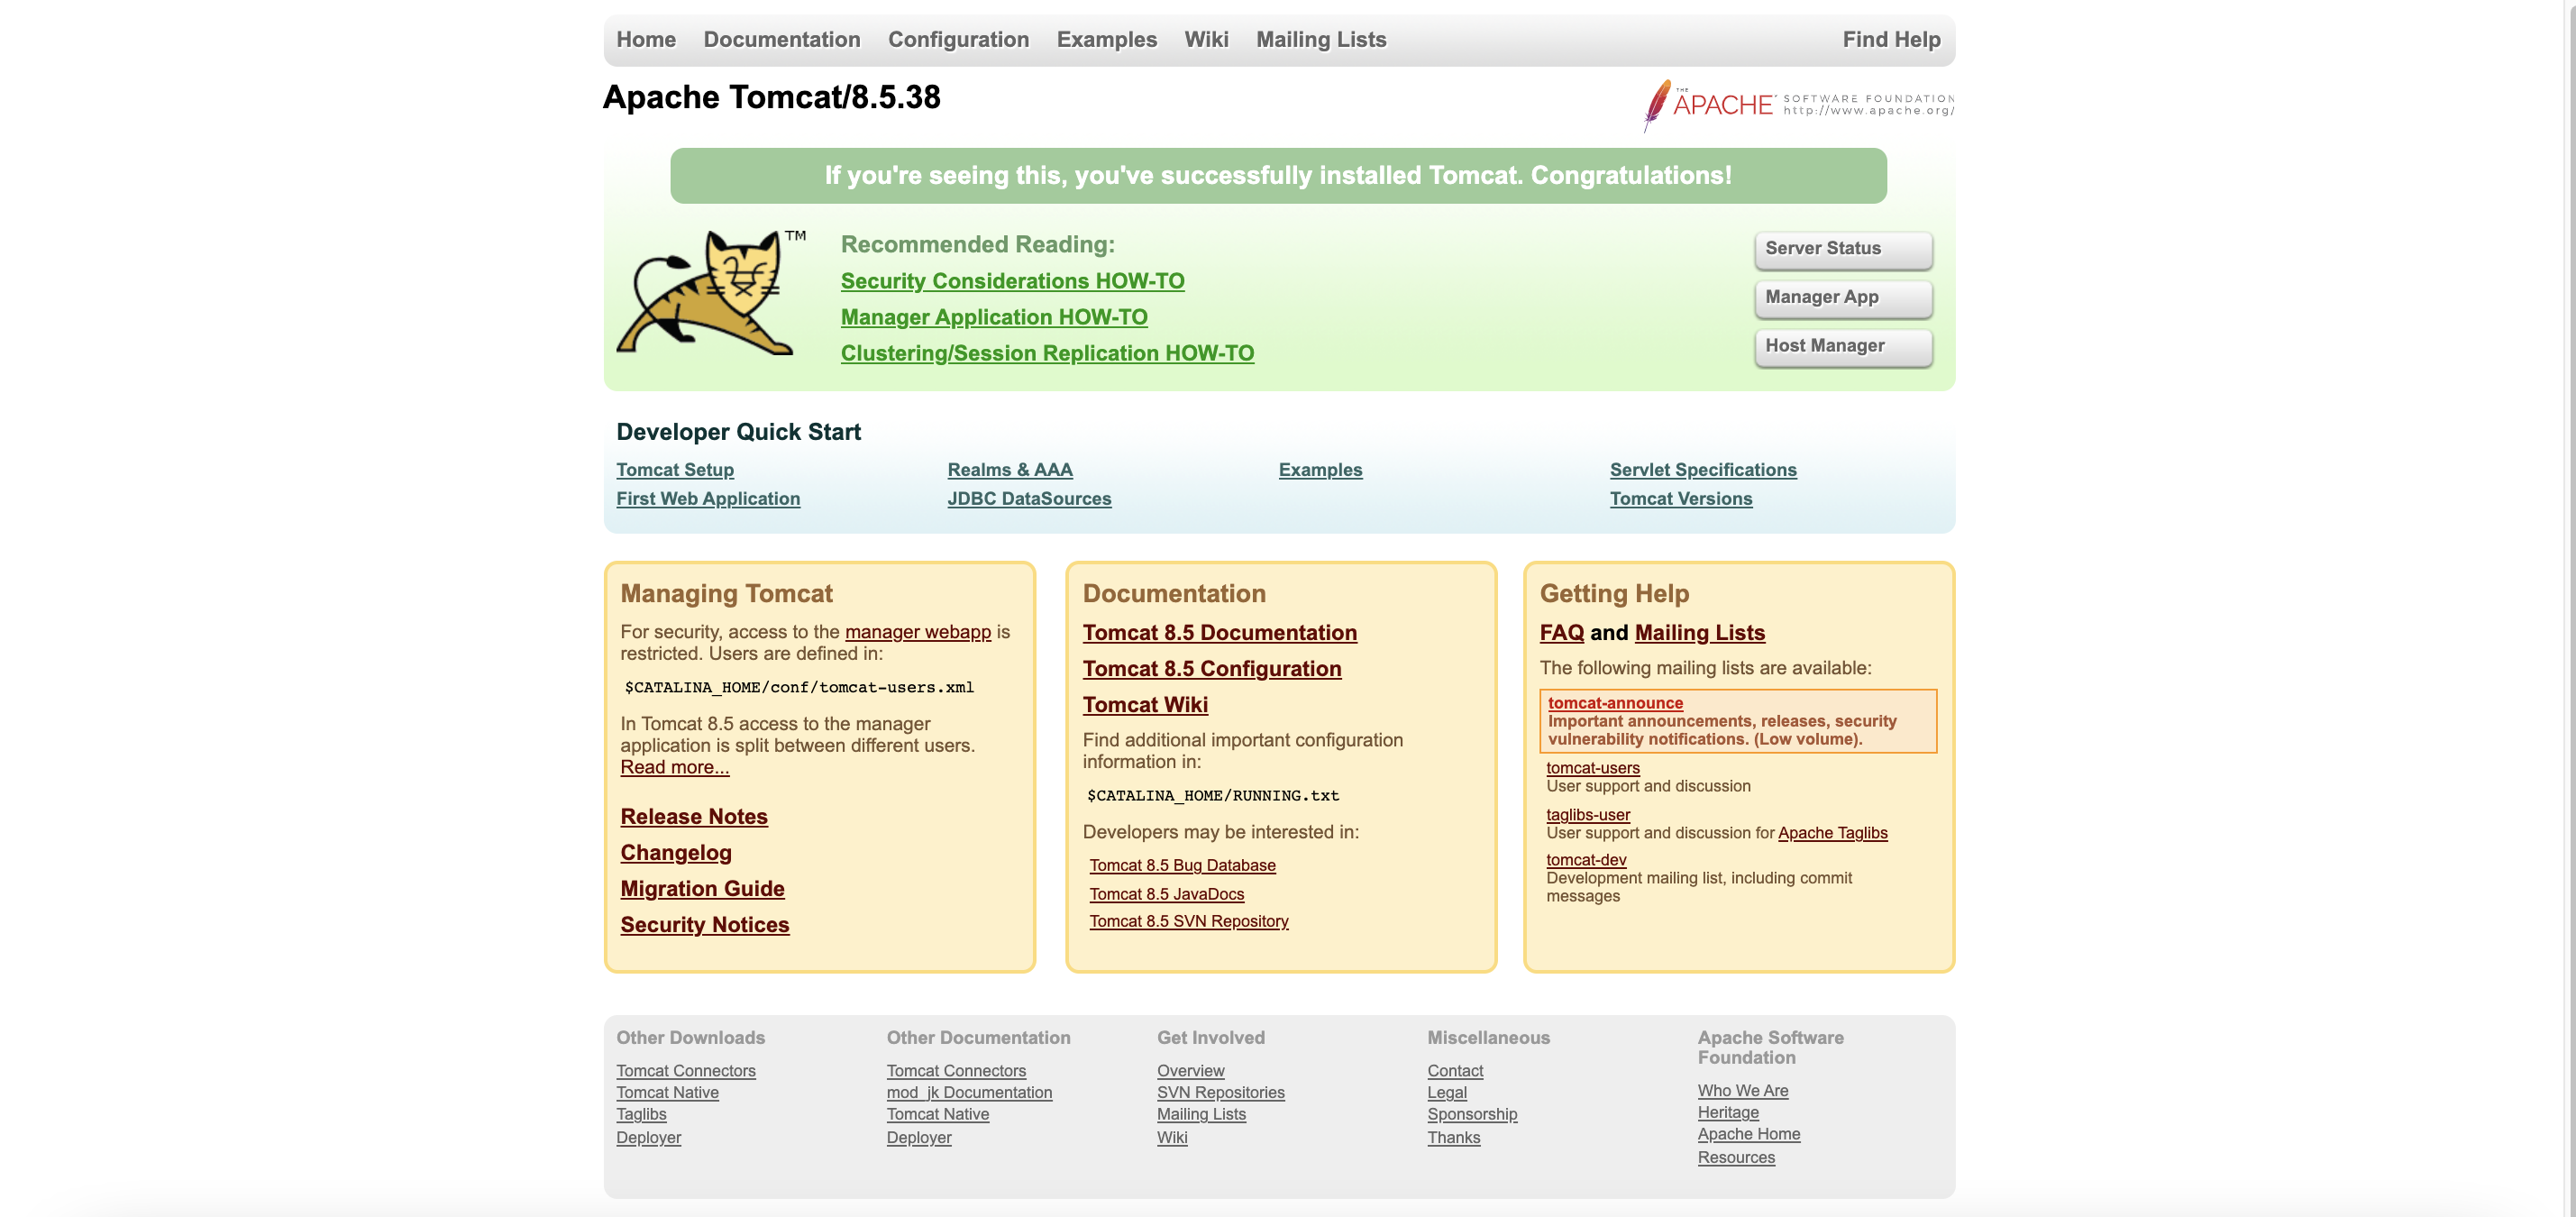 Home Documentation Configuration Examples Wiki Mailing Lists Find Help
Apache Tomcat/8.5.38
THE APACHE SOFTWARE FOUNDATION
http://www.apache.org/
If you're seeing this, you've successfully installed Tomcat. Congratulations!
TM
Recommended Reading:
Security Considerations HOW-TO
Manager Application HOW-TO
Clustering/Session Replication HOW-TO
Server Status
Manager App
Host Manager
Developer Quick Start
Tomcat Setup
First Web Application
Realms & AAA
JDBC DataSources
Examples
Servlet Specifications
Tomcat Versions
Managing Tomcat
For security, access to the manager webapp is
restricted. Users are defined in:
$CATALINA_HOME/conf/tomcat-users.xml
In Tomcat 8.5 access to the manager
application is split between different users.
Read more...
Release Notes
Changelog
Migration Guide
Security Notices
Documentation
Tomcat 8.5 Documentation
Tomcat 8.5 Configuration
Tomcat Wiki
Find additional important configuration
information in:
$CATALINA_HOME/RUNNING.txt
Developers may be interested in:
Tomcat 8.5 Bug Database
Tomcat 8.5 JavaDocs
Tomcat 8.5 SVN Repository
Getting Help
FAQ and Mailing Lists
The following mailing lists are available:
tomcat-announce
Important announcements, releases, security
vulnerability notifications. (Low volume).
tomcat-users
User support and discussion
taglibs-user
User support and discussion for Apache Taglibs
tomcat-dev
Development mailing list, including commit
messages
Other Downloads
Tomcat Connectors
Tomcat Native
Taglibs
Deployer
Other Documentation
Tomcat Connectors
mod_jk Documentation
Tomcat Native
Deployer
Get Involved
Overview
SVN Repositories
Mailing Lists
Wiki
Miscellaneous
Contact
Legal
Sponsorship
Thanks
Apache Software
Foundation
Who We Are
Heritage
Apache Home
Resources